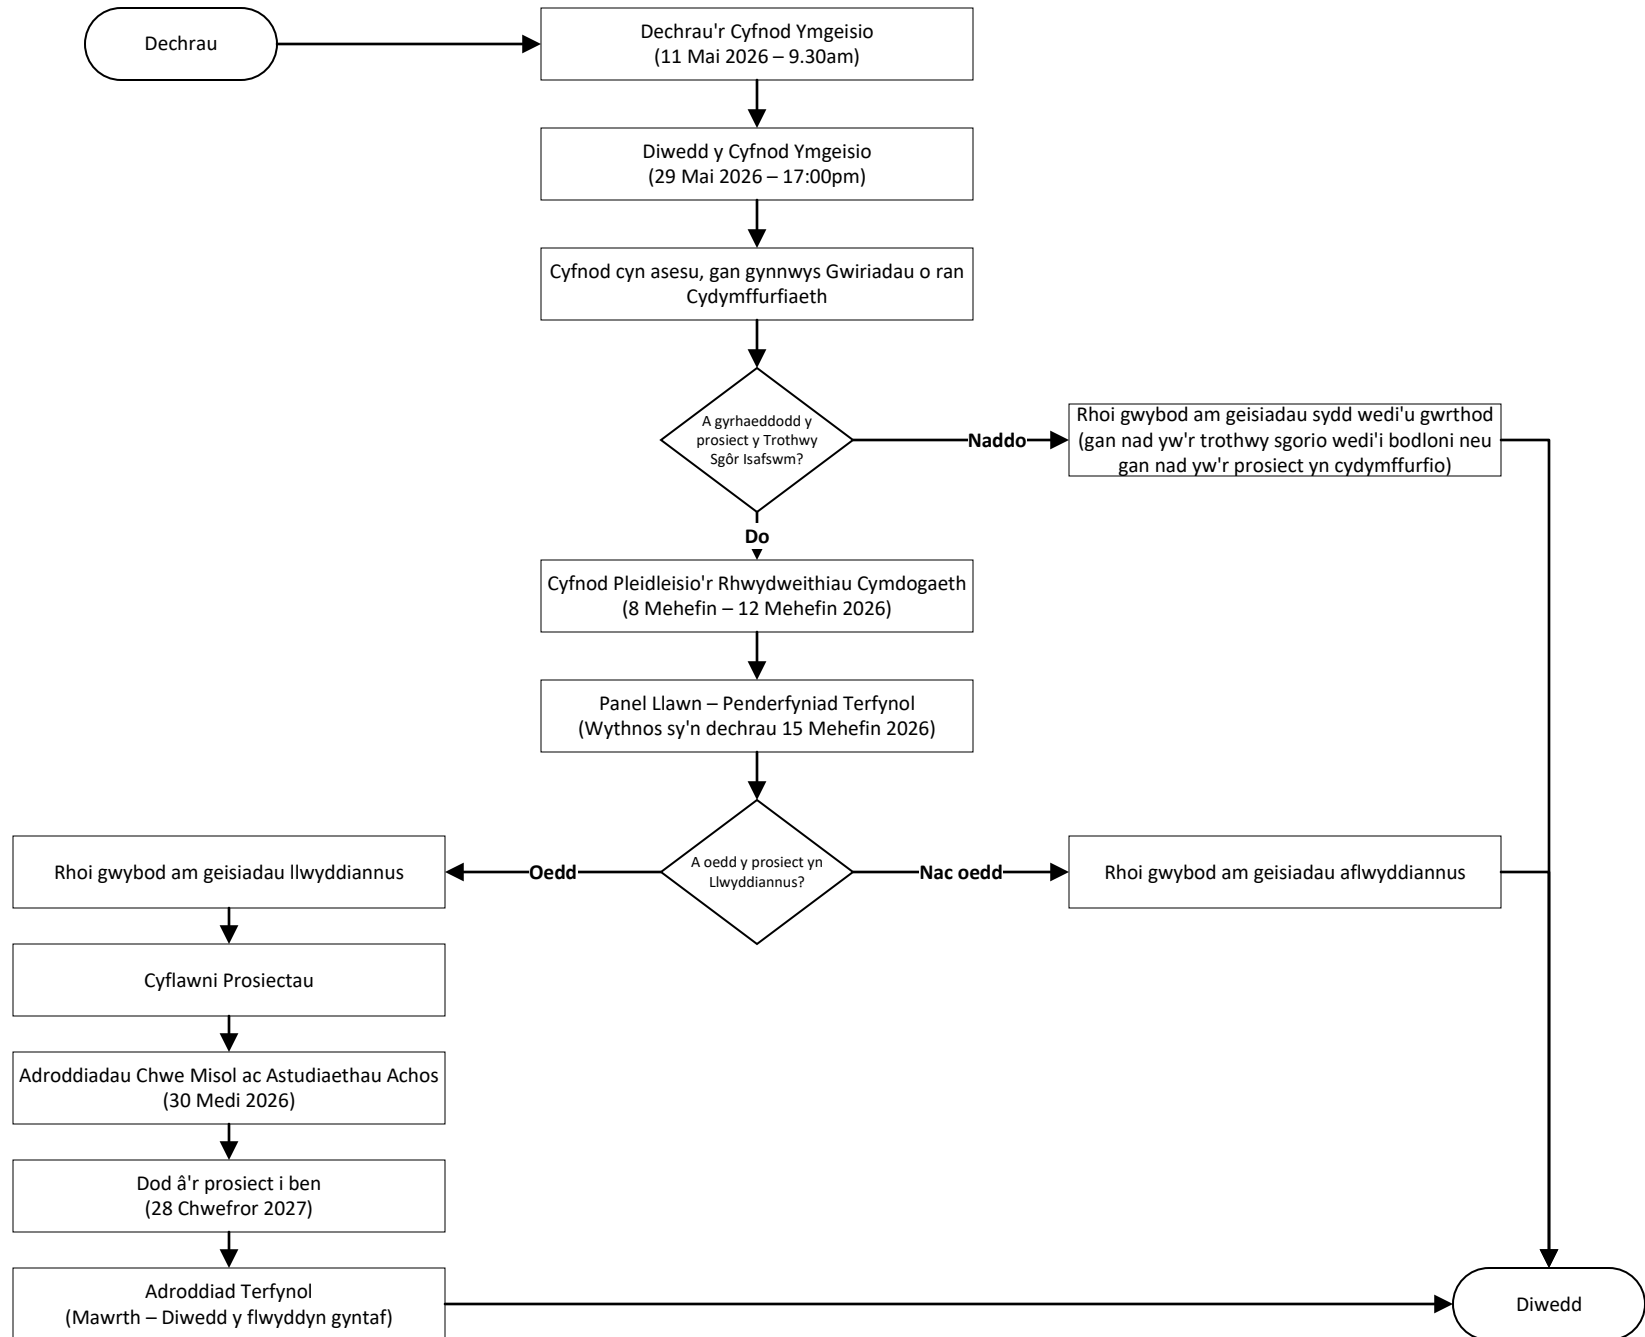 Dechrau
Dechrau'r Cyfnod Ymgeisio
(11 Mai 2026 – 9.30am)
Diwedd y Cyfnod Ymgeisio
(29 Mai 2026 – 17:00pm)
Cyfnod cyn asesu, gan gynnwys Gwiriadau o ran
Cydymffurfiaeth
A gyrhaeddodd y
prosiect y Trothwy
Sgôr Isafswm?
Naddo
Rhoi gwybod am geisiadau sydd wedi'u gwrthod
(gan nad yw'r trothwy sgorio wedi'i bodloni neu
gan nad yw'r prosiect yn cydymffurfio)
Do
Cyfnod Pleidleisio'r Rhwydweithiau Cymdogaeth
(8 Mehefin – 12 Mehefin 2026)
Panel Llawn – Penderfyniad Terfynol
(Wythnos sy'n dechrau 15 Mehefin 2026)
A oedd y prosiect yn
Llwyddiannus?
Oedd
Rhoi gwybod am geisiadau llwyddiannus
Nac oedd
Rhoi gwybod am geisiadau aflwyddiannus
Cyflawni Prosiectau
Adroddiadau Chwe Misol ac Astudiaethau Achos
(30 Medi 2026)
Dod â'r prosiect i ben
(28 Chwefror 2027)
Adroddiad Terfynol
(Mawrth – Diwedd y flwyddyn gyntaf)
Diwedd